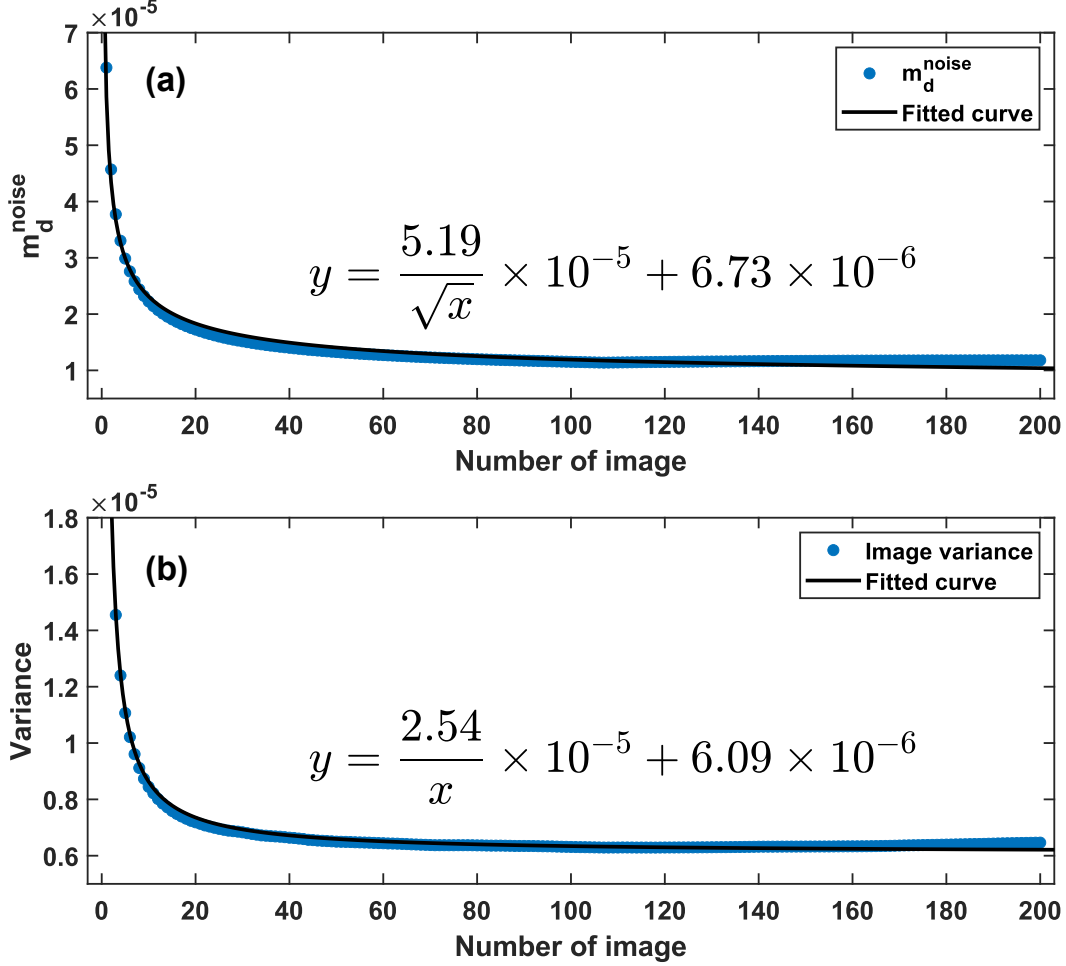 ×10⁻⁵
7
(a)
m_d^noise
Fitted curve
6
5
4
3
2
1
m_d^noise
y = 5.19/√x × 10⁻⁵ + 6.73 × 10⁻⁶
0 20 40 60 80 100 120 140 160 180 200
Number of image
×10⁻⁵
1.8
(b)
Image variance
Fitted curve
1.6
1.4
1.2
1
0.8
0.6
Variance
y = 2.54/x × 10⁻⁵ + 6.09 × 10⁻⁶
0 20 40 60 80 100 120 140 160 180 200
Number of image